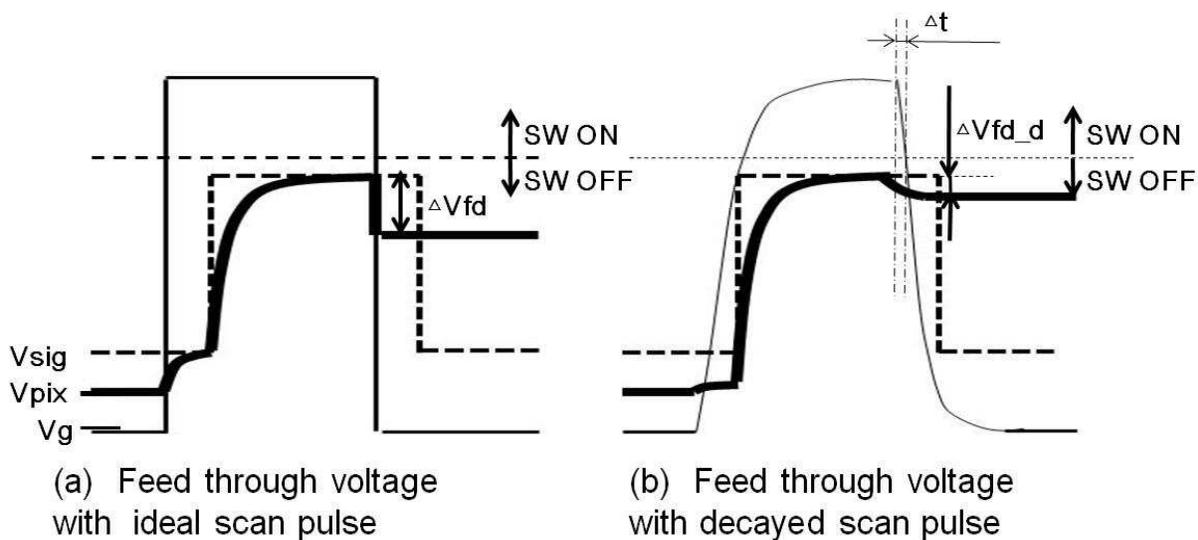 △t
SW ON
SW OFF
△Vfd
Vsig
Vpix
Vg
△Vfd_d
SW ON
SW OFF
(a) Feed through voltage
with ideal scan pulse
(b) Feed through voltage
with decayed scan pulse